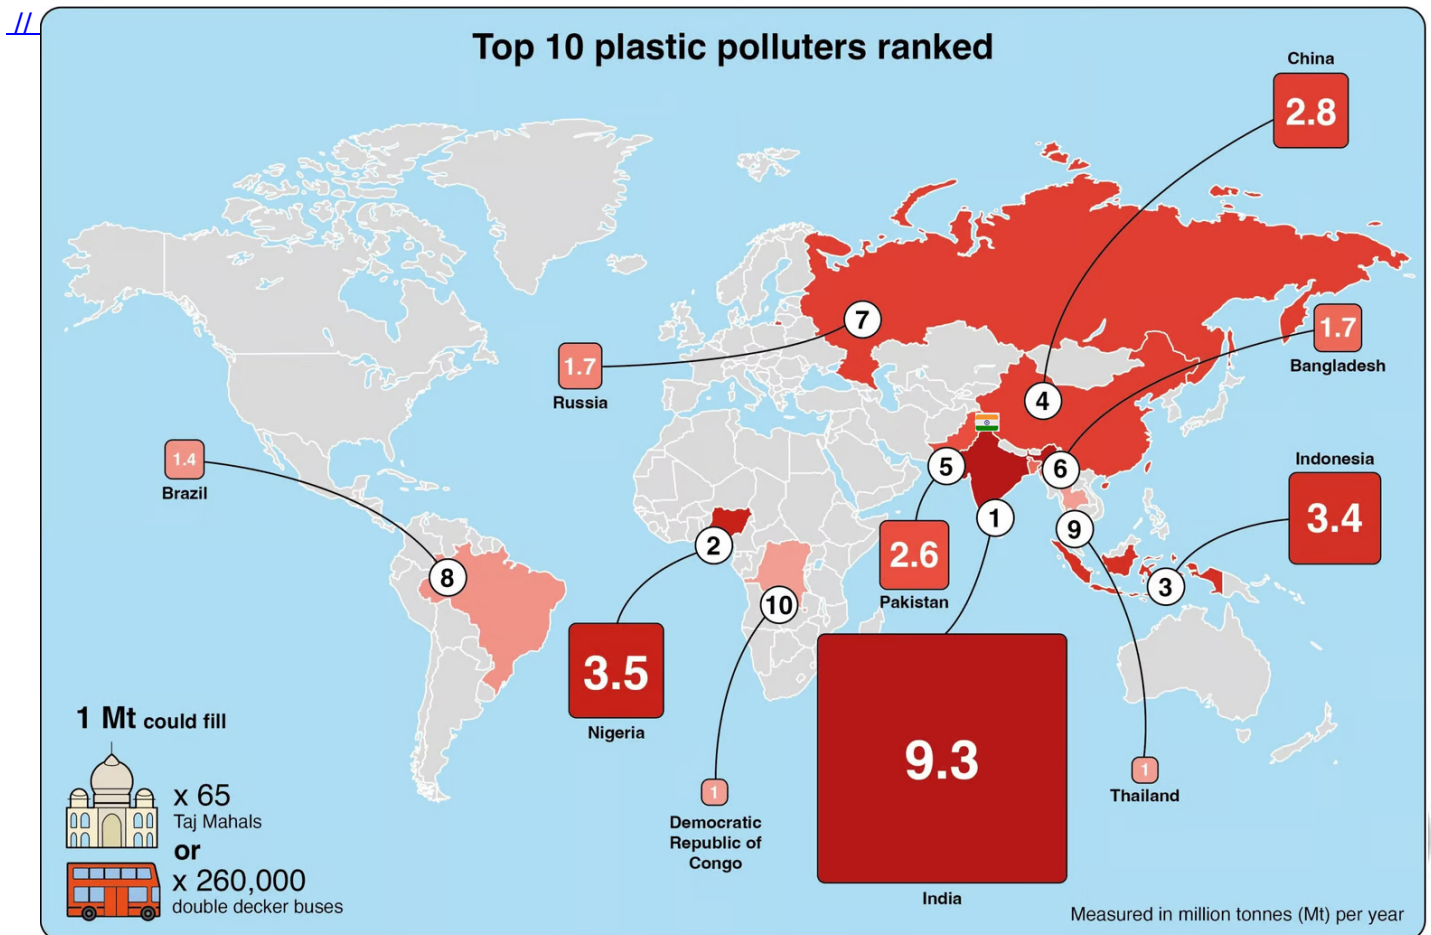 //
Top 10 plastic polluters ranked
China
2.8
7
1.7
Russia
1.7
Bangladesh
4
1.4
Brazil
5
6
Indonesia
3.4
1
9
2
2.6
Pakistan
3
8
10
3.5
Nigeria
9.3
India
1
Democratic
Republic of
Congo
1
Thailand
1 Mt could fill
x 65
Taj Mahals
or
x 260,000
double decker buses
Measured in million tonnes (Mt) per year